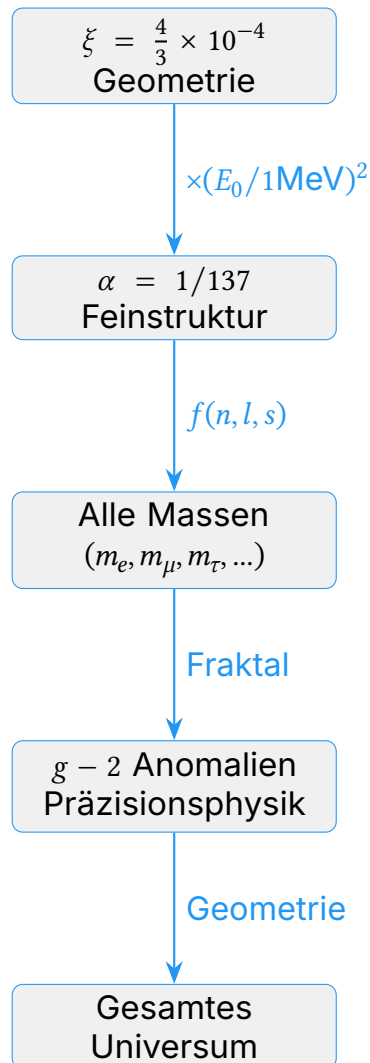 ξ = 4/3 × 10⁻⁴
Geometrie
×(E₀/1MeV)²
α = 1/137
Feinstruktur
f(n, l, s)
Alle Massen
(mₑ, m_μ, m_τ, ...)
Fraktal
g − 2 Anomalien
Präzisionsphysik
Geometrie
Gesamtes
Universum